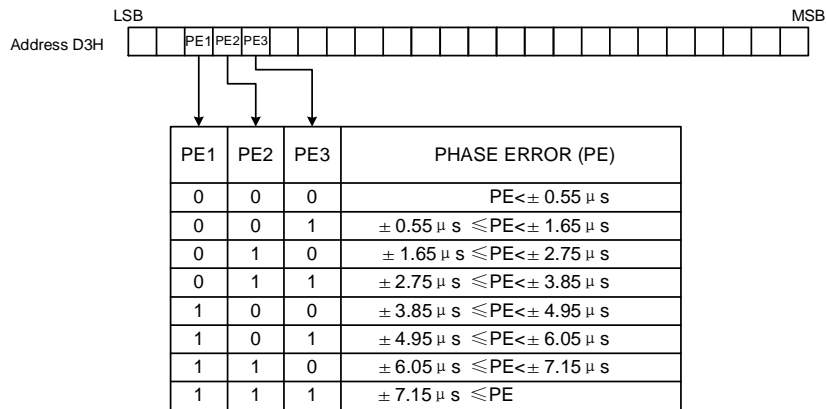 LSB MSB
Address D3H PE1 PE2 PE3
PE1 PE2 PE3 PHASE ERROR (PE)
0 0 0 PE<± 0.55 μ s
0 0 1 ± 0.55 μ s ≤PE<± 1.65 μ s
0 1 0 ± 1.65 μ s ≤PE<± 2.75 μ s
0 1 1 ± 2.75 μ s ≤PE<± 3.85 μ s
1 0 0 ± 3.85 μ s ≤PE<± 4.95 μ s
1 0 1 ± 4.95 μ s ≤PE<± 6.05 μ s
1 1 0 ± 6.05 μ s ≤PE<± 7.15 μ s
1 1 1 ± 7.15 μ s ≤PE